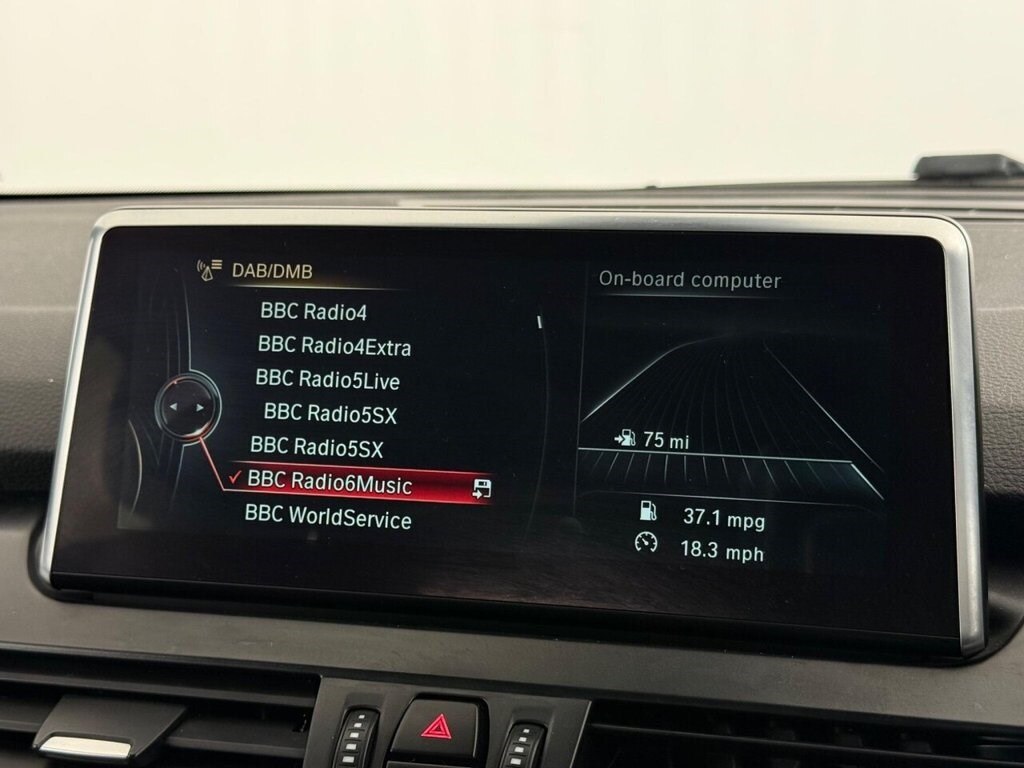 DAB/DMB
BBC Radio4
BBC Radio4Extra
BBC Radio5Live
BBC Radio5SX
BBC Radio5SX
BBC Radio6Music
BBC WorldService
On-board computer
75 mi
37.1 mpg
18.3 mph